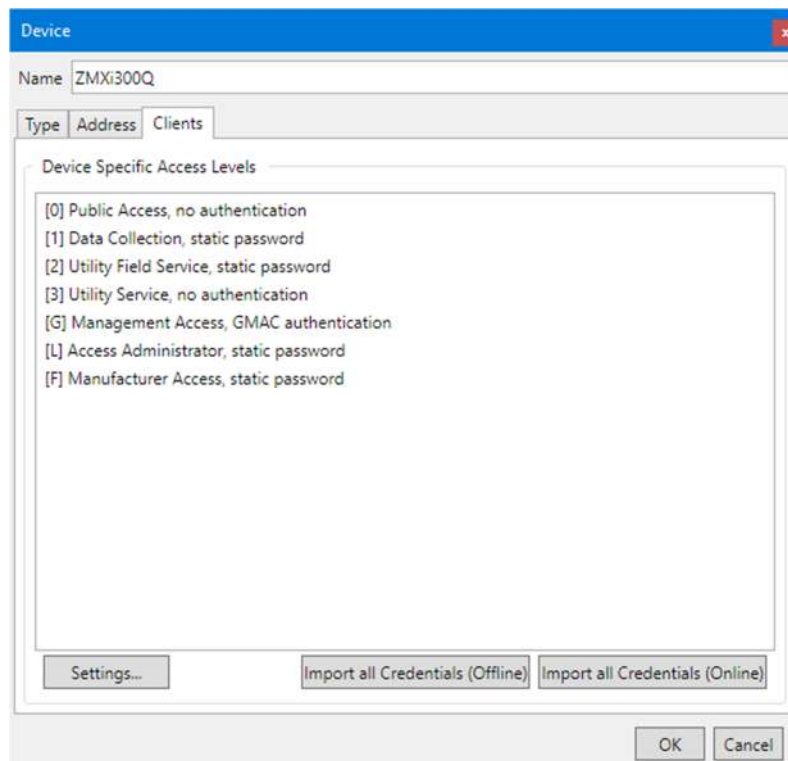 Device
Name ZMXi300Q
Type Address Clients
Device Specific Access Levels
[0] Public Access, no authentication
[1] Data Collection, static password
[2] Utility Field Service, static password
[3] Utility Service, no authentication
[G] Management Access, GMAC authentication
[L] Access Administrator, static password
[F] Manufacturer Access, static password
Settings... Import all Credentials (Offline) Import all Credentials (Online)
OK Cancel